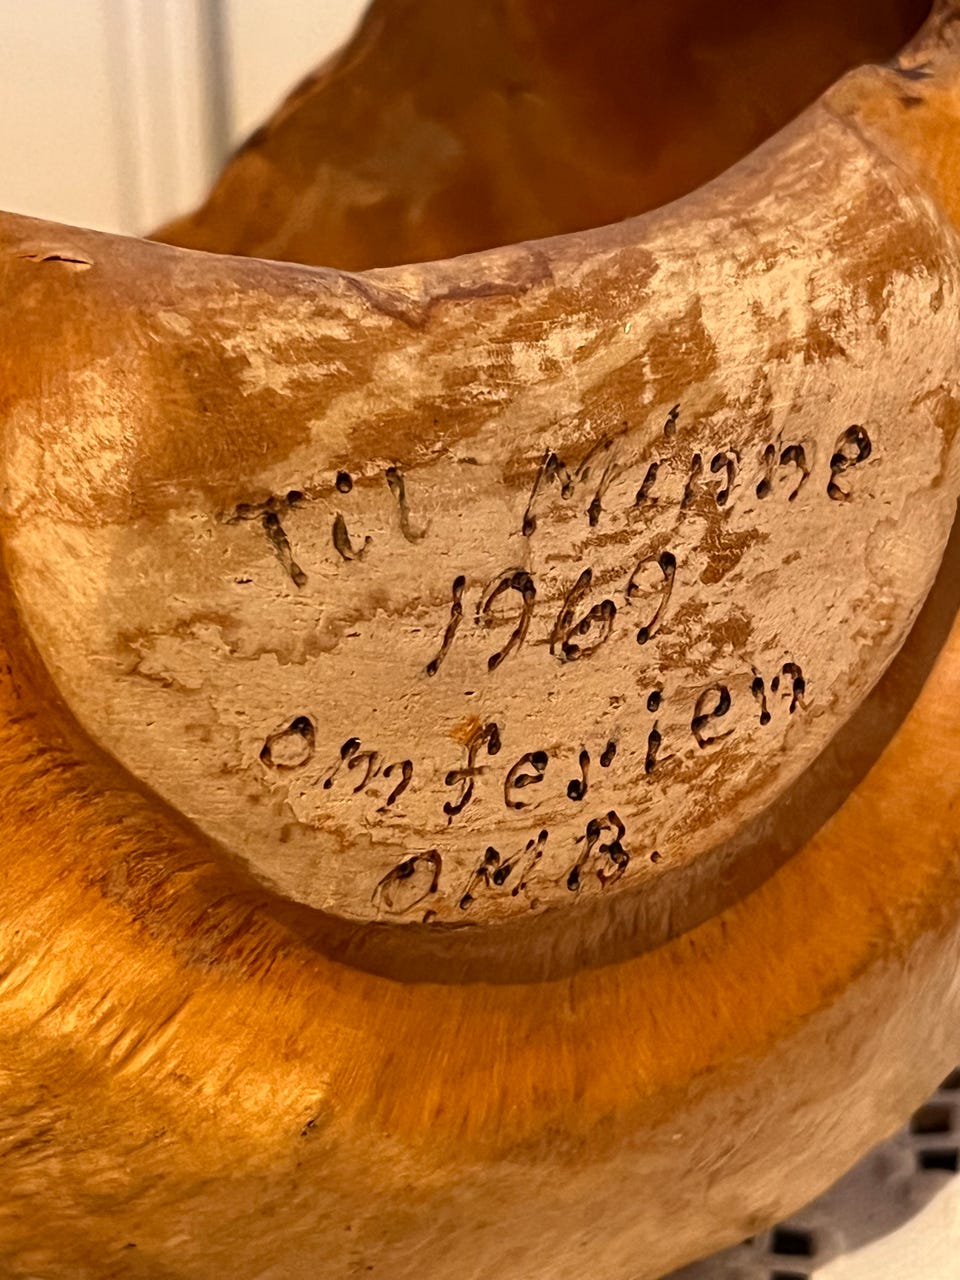 Til Minne
1969
om ferien
O.M.B.